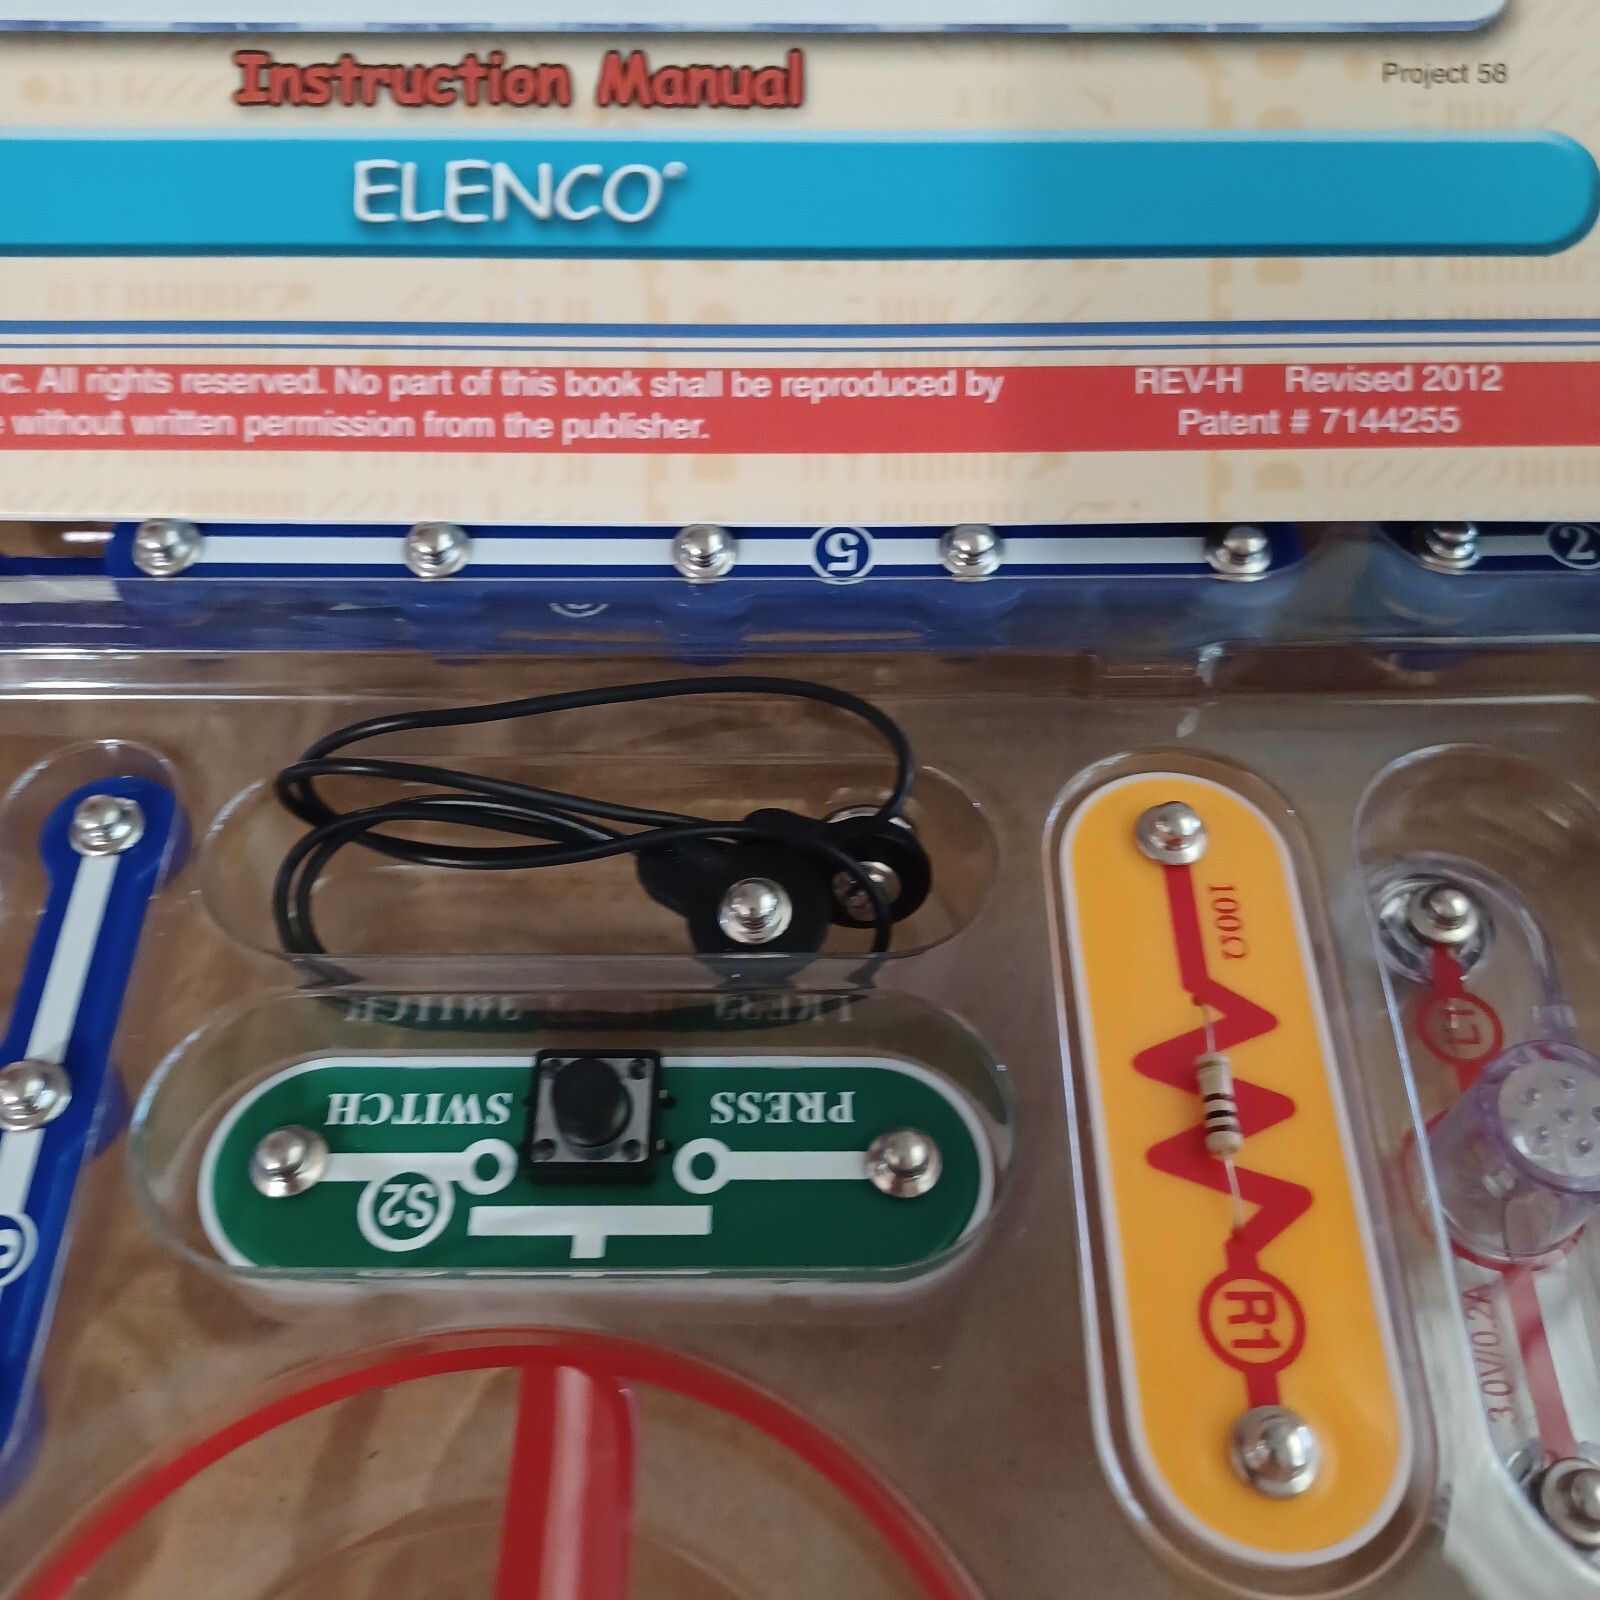 Instruction Manual
Project 58
ELENCO®
nc. All rights reserved. No part of this book shall be reproduced by
e without written permission from the publisher.
REV-H Revised 2012
Patent # 7144255
5
2
100Ω
L7
PRESS SWITCH
S2
R1
3.0V/0.2A